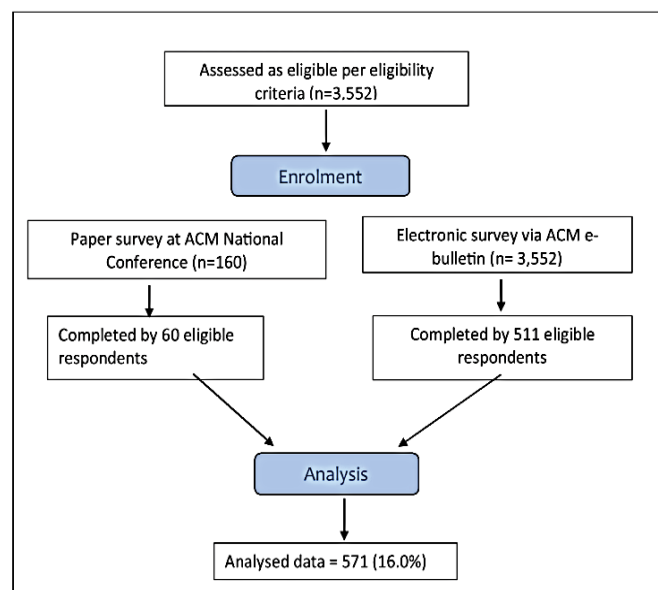 Assessed as eligible per eligibility
criteria (n=3,552)
Enrolment
Paper survey at ACM National
Conference (n=160)
Electronic survey via ACM e-
bulletin (n= 3,552)
Completed by 60 eligible
respondents
Completed by 511 eligible
respondents
Analysis
Analysed data = 571 (16.0%)